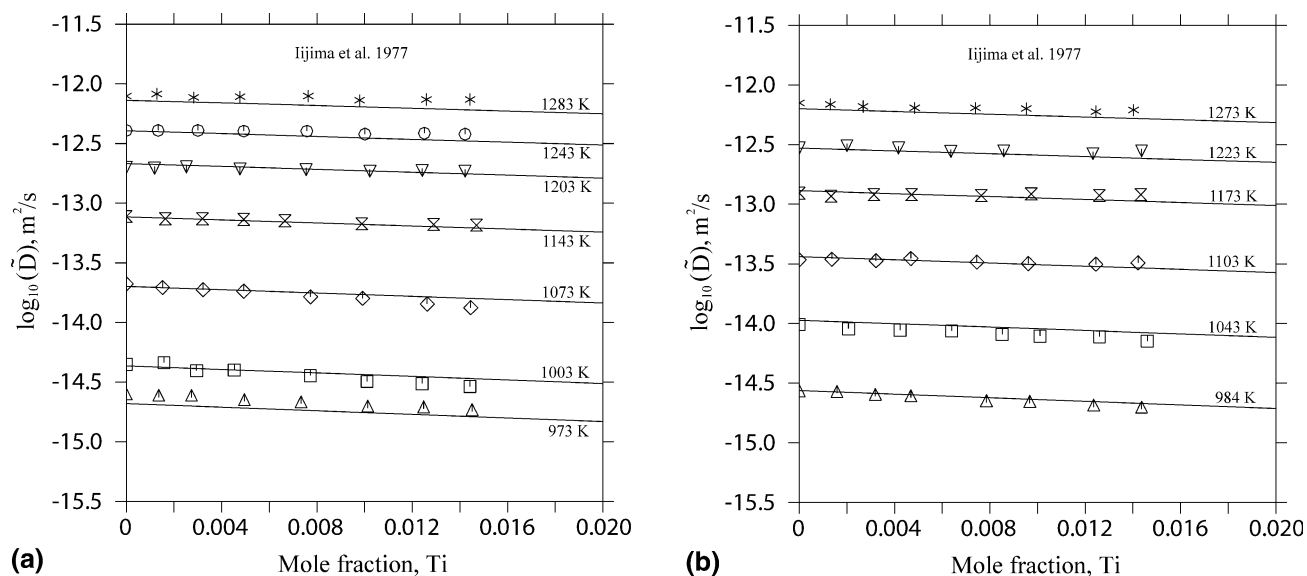 -11.5
Iijima et al. 1977
-12.0
1283 K
-12.5
1243 K
1203 K
-13.0
1143 K
-13.5
1073 K
-14.0
1003 K
-14.5
973 K
-15.0
-15.5
0 0.004 0.008 0.012 0.016 0.020
log₁₀(D̃), m²/s
Mole fraction, Ti
(a)
-11.5
Iijima et al. 1977
-12.0
1273 K
-12.5
1223 K
1173 K
-13.0
-13.5
1103 K
-14.0
1043 K
-14.5
984 K
-15.0
-15.5
0 0.004 0.008 0.012 0.016 0.020
log₁₀(D̃), m²/s
Mole fraction, Ti
(b)